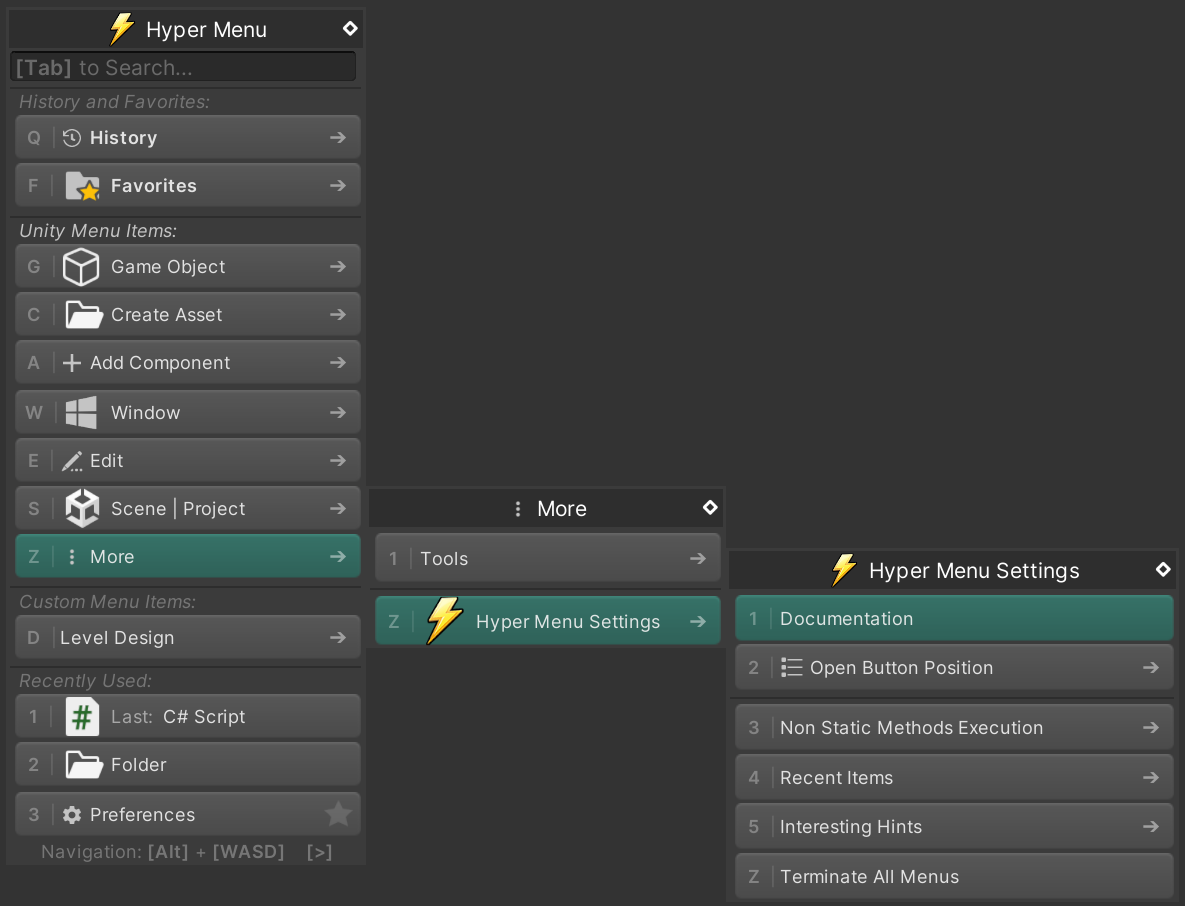 Hyper Menu
[Tab] to Search...
History and Favorites:
Q History
F Favorites
Unity Menu Items:
G Game Object
C Create Asset
A Add Component
W Window
E Edit
S Scene | Project
Z More
Custom Menu Items:
D Level Design
Recently Used:
1 Last: C# Script
2 Folder
3 Preferences
Navigation: [Alt] + [WASD] [>]
More
1 Tools
Z Hyper Menu Settings
Hyper Menu Settings
1 Documentation
2 Open Button Position
3 Non Static Methods Execution
4 Recent Items
5 Interesting Hints
Z Terminate All Menus